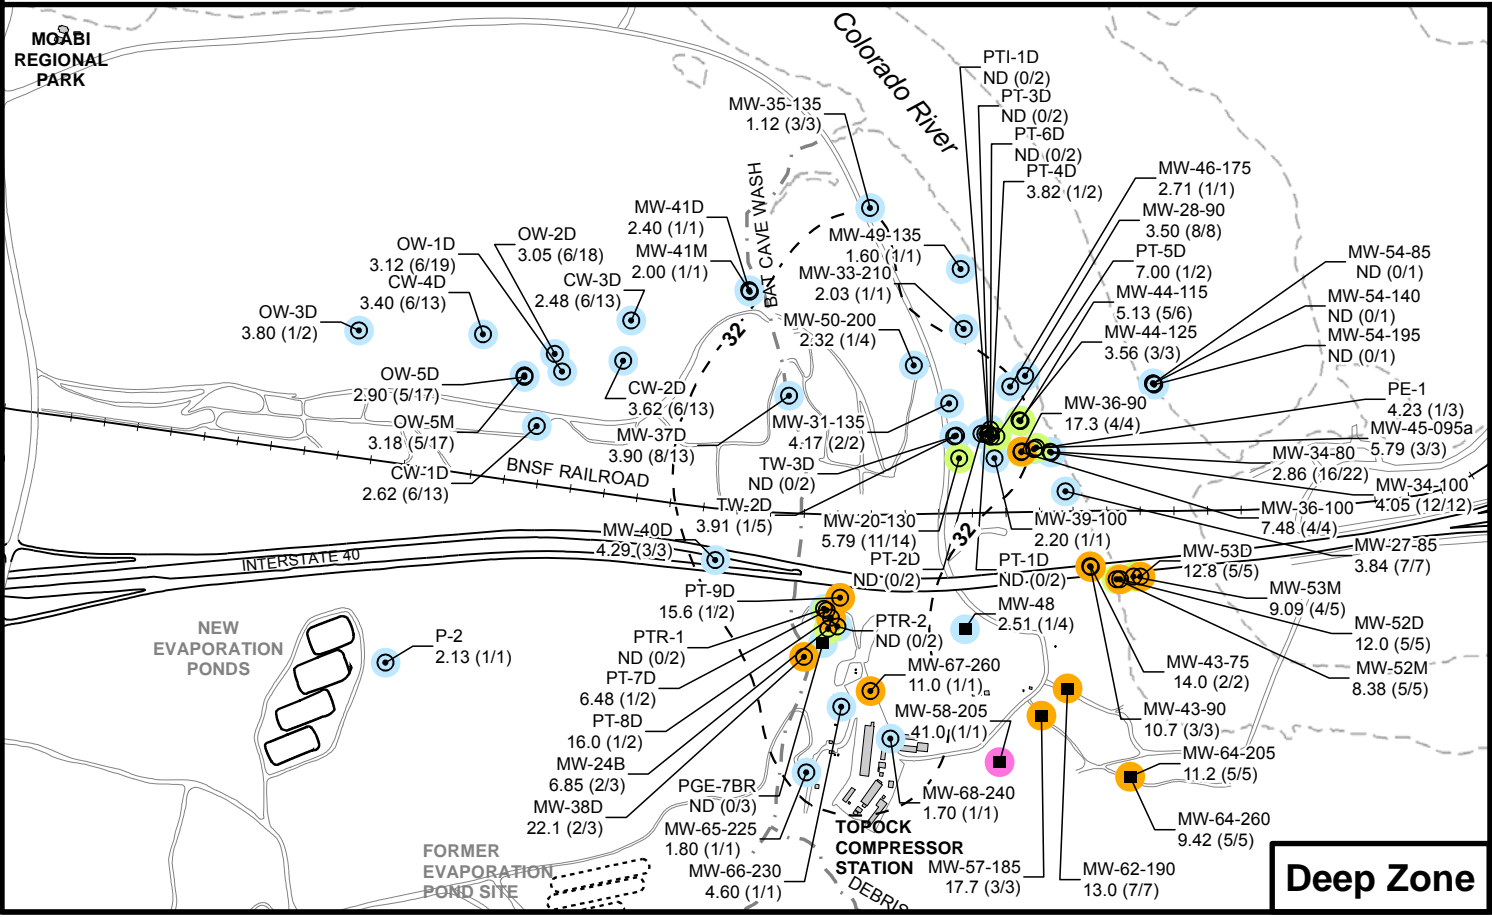 MOABI
REGIONAL
PARK
Colorado River
PTI-1D
ND (0/2)
PT-3D
ND (0/2)
PT-6D
ND (0/2)
PT-4D
3.82 (1/2)
MW-35-135
1.12 (3/3)
MW-46-175
2.71 (1/1)
MW-28-90
3.50 (8/8)
PT-5D
7.00 (1/2)
MW-44-115
5.13 (5/6)
MW-44-125
3.56 (3/3)
MW-54-85
ND (0/1)
MW-54-140
ND (0/1)
MW-54-195
ND (0/1)
BAT CAVE WASH
MW-41D
2.40 (1/1)
MW-41M
2.00 (1/1)
MW-49-135
1.60 (1/1)
MW-33-210
2.03 (1/1)
MW-50-200
2.32 (1/4)
OW-2D
3.05 (6/18)
OW-1D
3.12 (6/19)
CW-4D
3.40 (6/13)
CW-3D
2.48 (6/13)
OW-3D
3.80 (1/2)
32
OW-5D
2.90 (5/17)
OW-5M
3.18 (5/17)
CW-1D
2.62 (6/13)
CW-2D
3.62 (6/13)
MW-37D
3.90 (8/13)
MW-31-135
4.17 (2/2)
TW-3D
ND (0/2)
TW-2D
3.91 (1/5)
MW-36-90
17.3 (4/4)
PE-1
4.23 (1/3)
MW-45-095a
5.79 (3/3)
MW-34-80
2.86 (16/22)
MW-34-100
4.05 (12/12)
MW-36-100
7.48 (4/4)
MW-27-85
3.84 (7/7)
BNSF RAILROAD
INTERSTATE 40
MW-40D
4.29 (3/3)
MW-20-130
5.79 (11/14)
32
MW-39-100
2.20 (1/1)
PT-2D
ND (0/2)
PT-1D
ND (0/2)
MW-53D
12.8 (5/5)
MW-53M
9.09 (4/5)
MW-52D
12.0 (5/5)
MW-52M
8.38 (5/5)
MW-43-75
14.0 (2/2)
MW-43-90
10.7 (3/3)
PT-9D
15.6 (1/2)
PTR-1
ND (0/2)
PT-7D
6.48 (1/2)
PT-8D
16.0 (1/2)
MW-24B
6.85 (2/3)
MW-38D
22.1 (2/3)
PTR-2
ND (0/2)
MW-48
2.51 (1/4)
MW-67-260
11.0 (1/1)
MW-58-205
41.0 (1/1)
NEW
EVAPORATION
PONDS
P-2
2.13 (1/1)
PGE-7BR
ND (0/3)
MW-65-225
1.80 (1/1)
MW-66-230
4.60 (1/1)
MW-68-240
1.70 (1/1)
TOPOCK
COMPRESSOR
STATION
MW-57-185
17.7 (3/3)
MW-62-190
13.0 (7/7)
MW-64-205
11.2 (5/5)
MW-64-260
9.42 (5/5)
FORMER
EVAPORATION
POND SITE
DEBRIS
Deep Zone